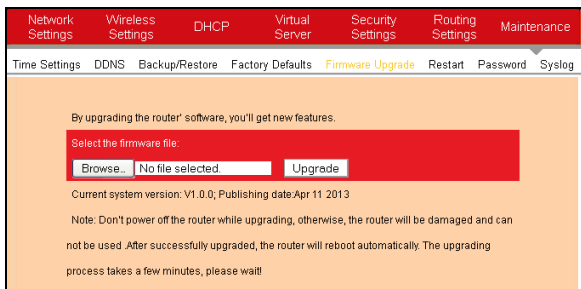 Network Settings Wireless Settings DHCP Virtual Server Security Settings Routing Settings Maintenance
Time Settings DDNS Backup/Restore Factory Defaults Firmware Upgrade Restart Password Syslog
By upgrading the router' software, you'll get new features.
Select the firmware file:
Browse... No file selected. Upgrade
Current system version: V1.0.0; Publishing date:Apr 11 2013
Note: Don't power off the router while upgrading, otherwise, the router will be damaged and can
not be used .After successfully upgraded, the router will reboot automatically. The upgrading
process takes a few minutes, please wait!